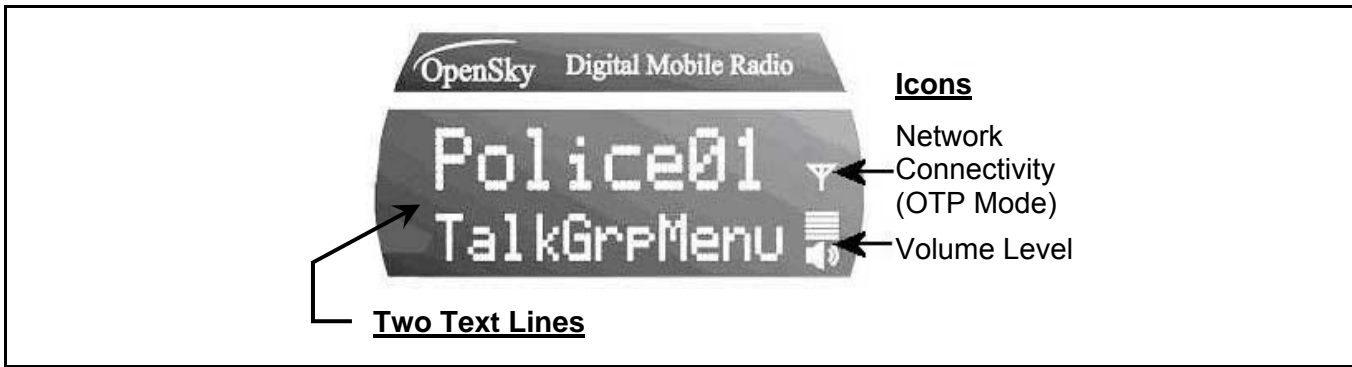 OpenSky Digital Mobile Radio
Police01
TalkGrpMenu
Icons
Network
Connectivity
(OTP Mode)
Volume Level
Two Text Lines